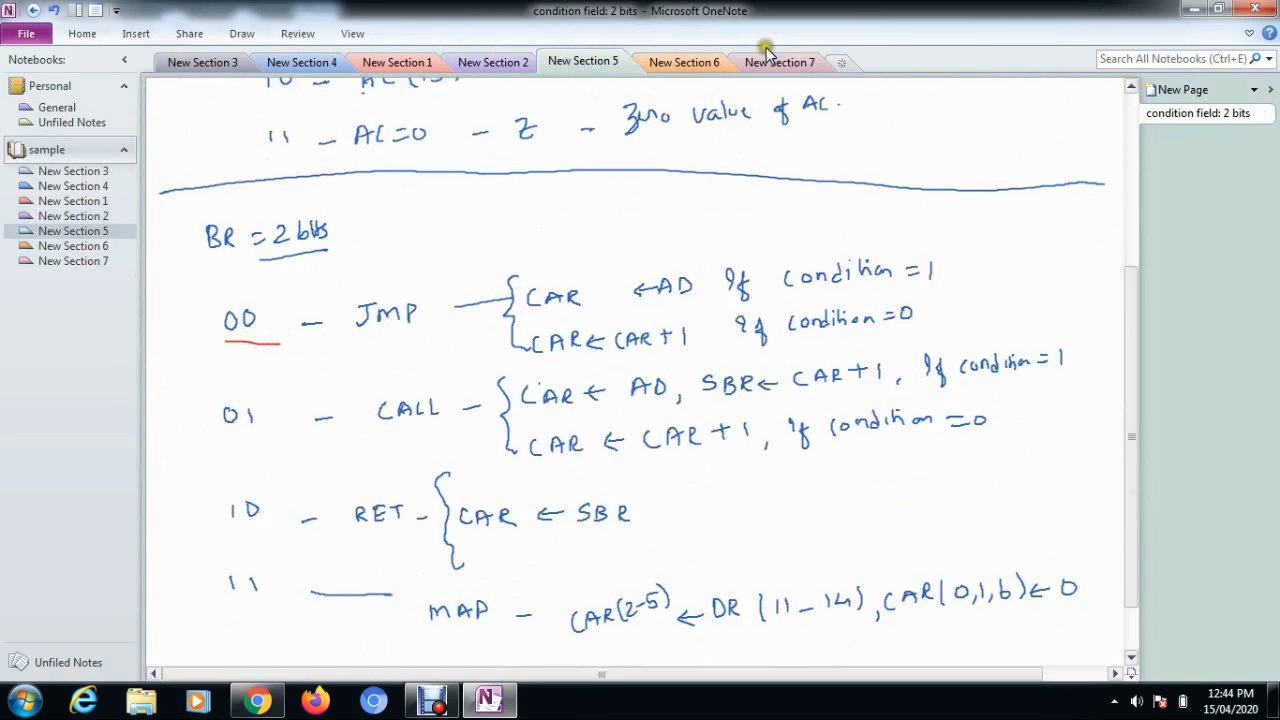 condition field: 2 bits – Microsoft OneNote
File Home Insert Share Draw Review View
Notebooks:
New Section 3 New Section 4 New Section 1 New Section 2 New Section 5 New Section 6 New Section 7
Search All Notebooks (Ctrl+E)
Personal
General
Unfiled Notes
sample
New Section 3
New Section 4
New Section 1
New Section 2
New Section 5
New Section 6
New Section 7
Unfiled Notes
New Page
condition field: 2 bits
11 – AC=0 – Z – Zero value of AC.
BR = 2 bits
00 – JMP – { CAR ← AD If condition = 1
CAR ← CAR + 1 If condition = 0
01 – CALL – { CAR ← AD, SBR ← CAR + 1, If condition = 1
CAR ← CAR + 1, If condition = 0
10 – RET – { CAR ← SBR
11 — MAP – CAR(2-5) ← DR (11 – 14), CAR(0,1,6) ← 0
12:44 PM
15/04/2020